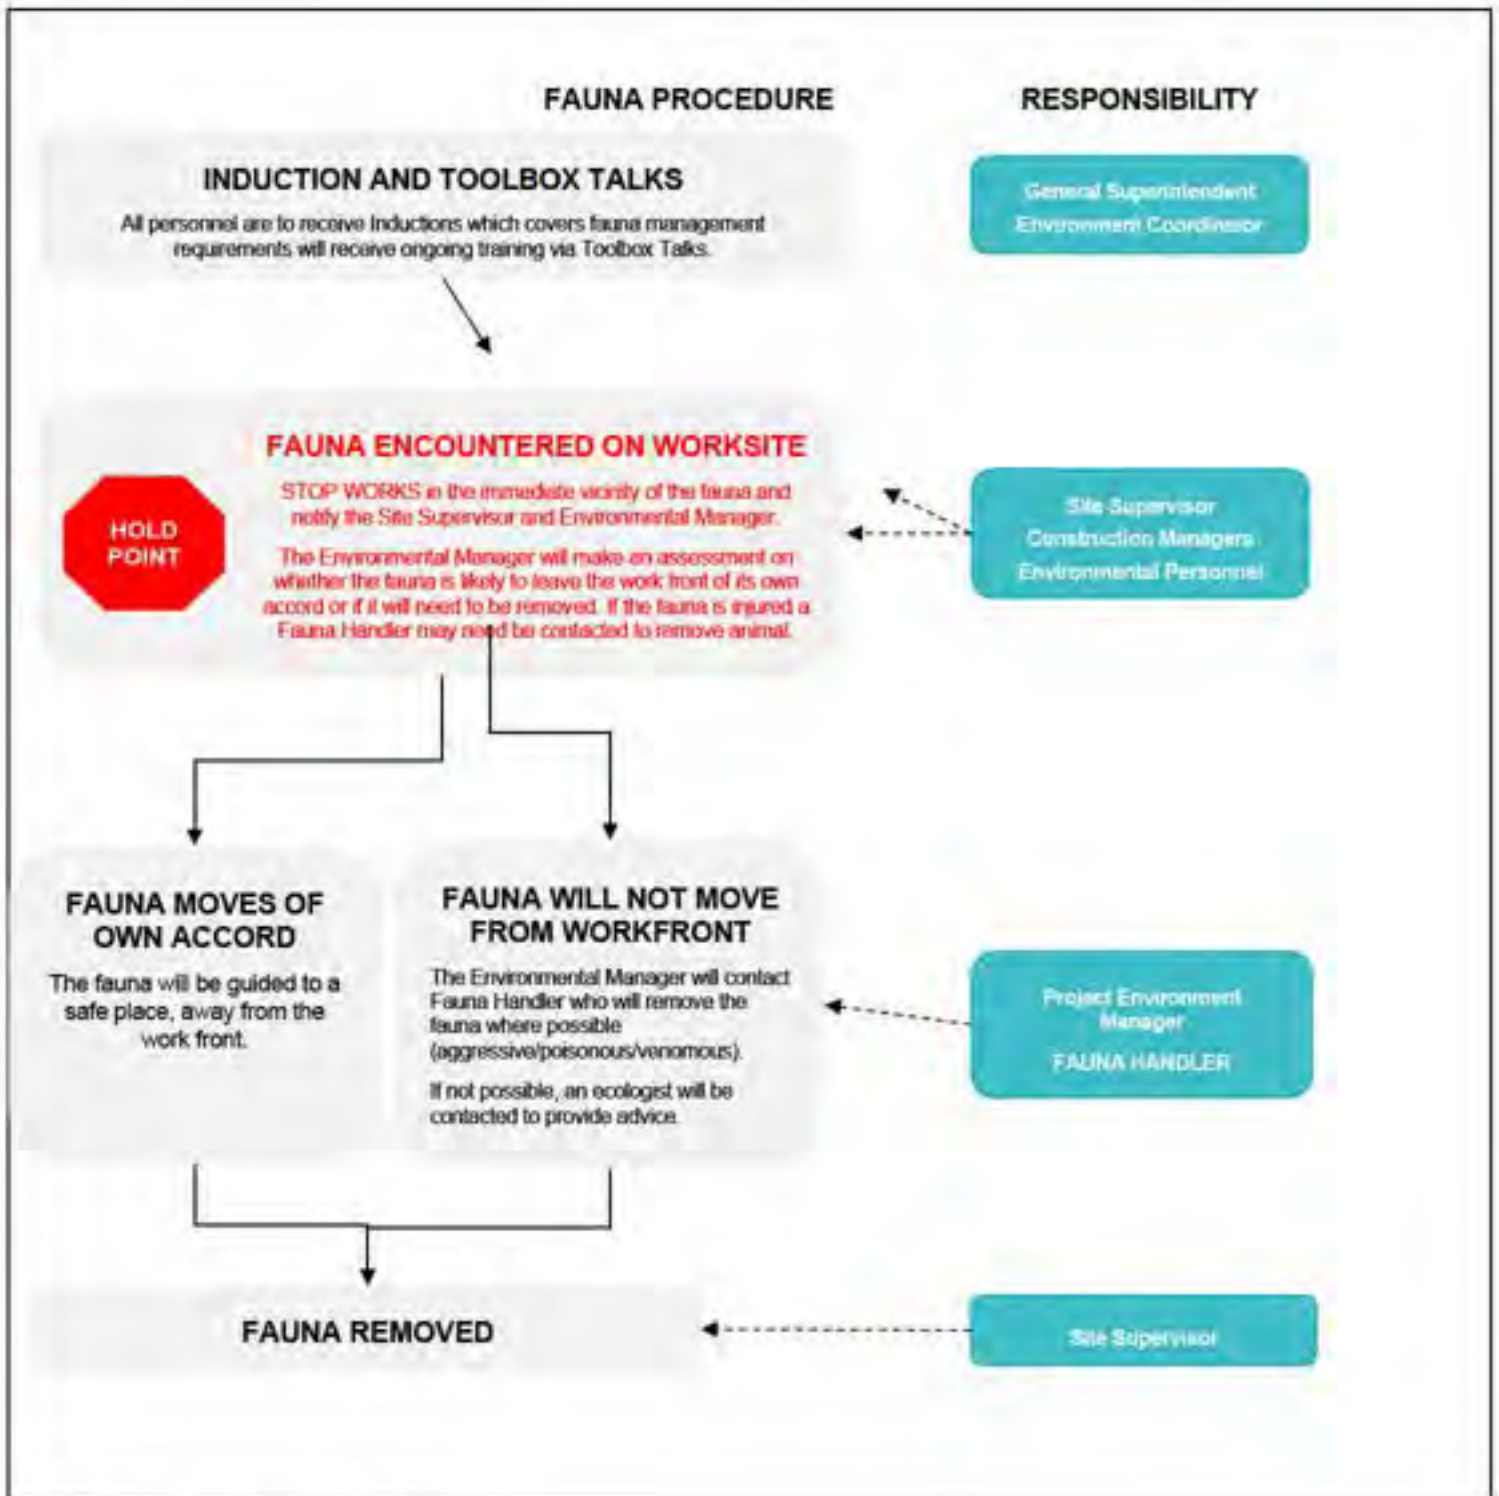 FAUNA PROCEDURE
RESPONSIBILITY
INDUCTION AND TOOLBOX TALKS
All personnel are to receive Inductions which covers fauna management
requirements will receive ongoing training via Toolbox Talks.
General Superintendent
Environment Coordinator
FAUNA ENCOUNTERED ON WORKSITE
STOP WORKS in the immediate vicinity of the fauna and
notify the Site Supervisor and Environmental Manager.
The Environmental Manager will make an assessment on
whether the fauna is likely to leave the work front of its own
accord or if it will need to be removed. If the fauna is injured a
Fauna Handler may need be contacted to remove animal.
HOLD
POINT
Site Supervisor
Construction Managers
Environmental Personnel
FAUNA MOVES OF
OWN ACCORD
The fauna will be guided to a
safe place, away from the
work front.
FAUNA WILL NOT MOVE
FROM WORKFRONT
The Environmental Manager will contact
Fauna Handler who will remove the
fauna where possible
(aggressive/poisonous/venomous).
If not possible, an ecologist will be
contacted to provide advice.
Project Environment
Manager
FAUNA HANDLER
FAUNA REMOVED
Site Supervisor